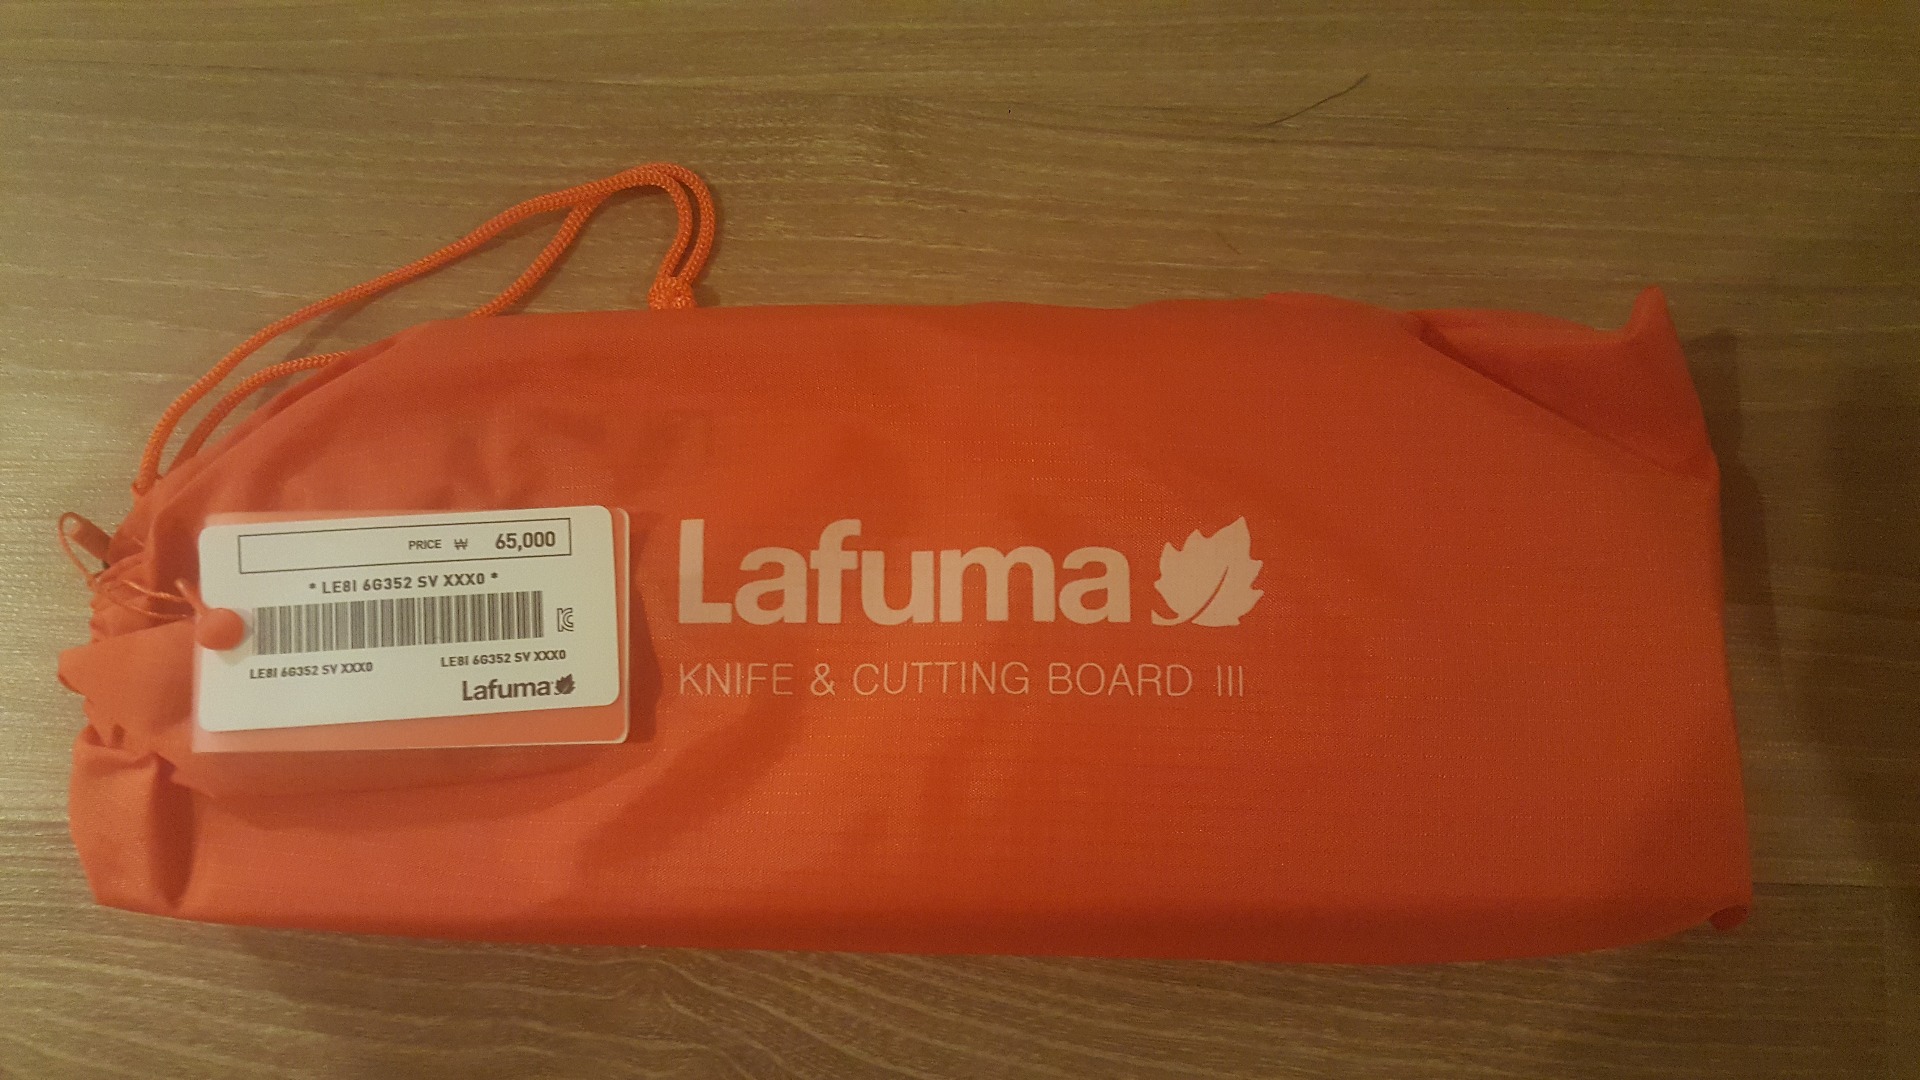 PRICE ₩ 65,000
* LE8I 6G352 SV XXX0 *
LE8I 6G352 SV XXX0
LE8I 6G352 SV XXX0
Lafuma
Lafuma
KNIFE & CUTTING BOARD III